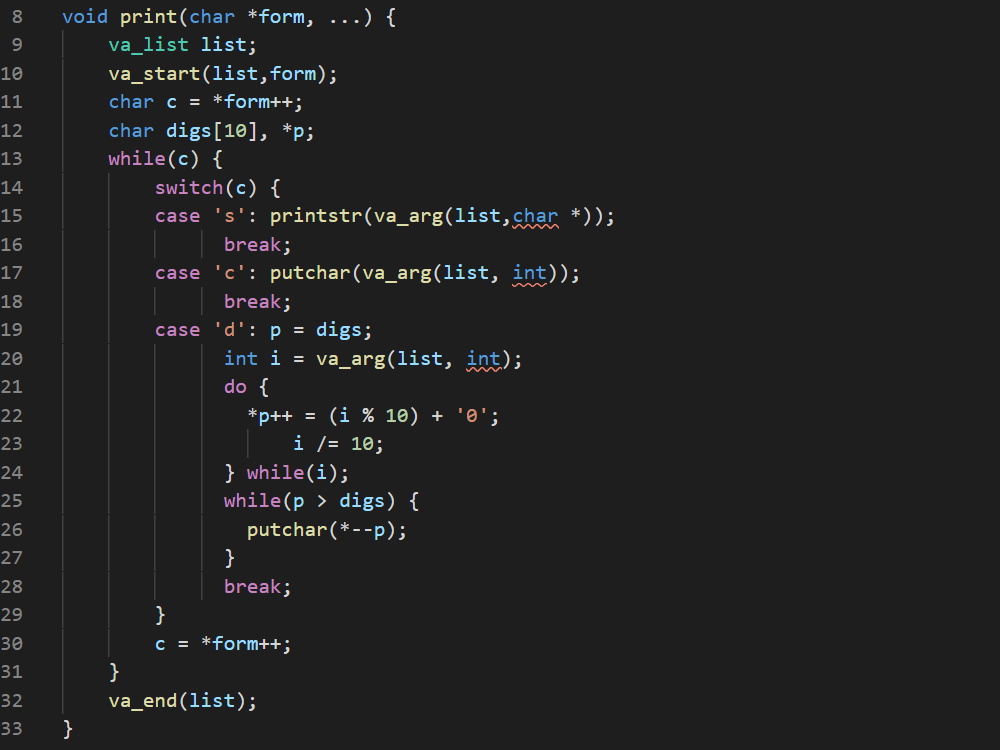 8 void print(char *form, ...) {
9 va_list list;
10 va_start(list,form);
11 char c = *form++;
12 char digs[10], *p;
13 while(c) {
14 switch(c) {
15 case 's': printstr(va_arg(list,char *));
16 break;
17 case 'c': putchar(va_arg(list, int));
18 break;
19 case 'd': p = digs;
20 int i = va_arg(list, int);
21 do {
22 *p++ = (i % 10) + '0';
23 i /= 10;
24 } while(i);
25 while(p > digs) {
26 putchar(*--p);
27 }
28 break;
29 }
30 c = *form++;
31 }
32 va_end(list);
33 }